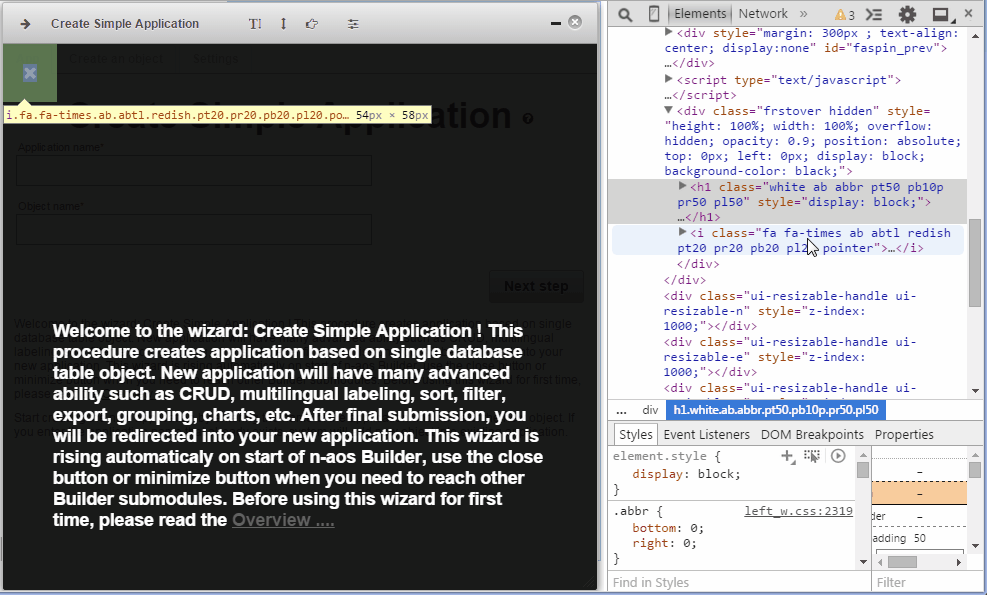 Create Simple Application
Create an object Settings
i.fa.fa-times.ab.abtl.redish.pt20.pr20.pb20.pl20.po… 54px × 58px
Create Simple Application
Application name*
Object name*
Next step
Welcome to the wizard: Create Simple Application ! This
procedure creates application based on single database
table object. New application will have many advanced
ability such as CRUD, multilingual labeling, sort, filter,
export, grouping, charts, etc. After final submission, you
will be redirected into your new application. This wizard is
rising automaticaly on start of n-aos Builder, use the close
button or minimize button when you need to reach other
Builder submodules. Before using this wizard for first
time, please read the Overview ....
Elements Network » 3
<div style="margin: 300px ; text-align:
center; display:none" id="faspin_prev">
…</div>
<script type="text/javascript">
…</script>
<div class="frstover hidden" style=
"height: 100%; width: 100%; overflow:
hidden; opacity: 0.9; position: absolute;
top: 0px; left: 0px; display: block;
background-color: black;">
<h1 class="white ab abbr pt50 pb10p
pr50 pl50" style="display: block;">
…</h1>
<i class="fa fa-times ab abtl redish
pt20 pr20 pb20 pl20 pointer">…</i>
</div>
</div>
<div class="ui-resizable-handle ui-
resizable-n" style="z-index:
1000;"></div>
<div class="ui-resizable-handle ui-
resizable-e" style="z-index:
1000;"></div>
<div class="ui-resizable-handle ui-
... div h1.white.ab.abbr.pt50.pb10p.pr50.pl50
Styles Event Listeners DOM Breakpoints Properties
element.style {
display: block;
}
.abbr { left_w.css:2319
bottom: 0;
right: 0;
}
Find in Styles
–
–
der –
adding 50
Filter